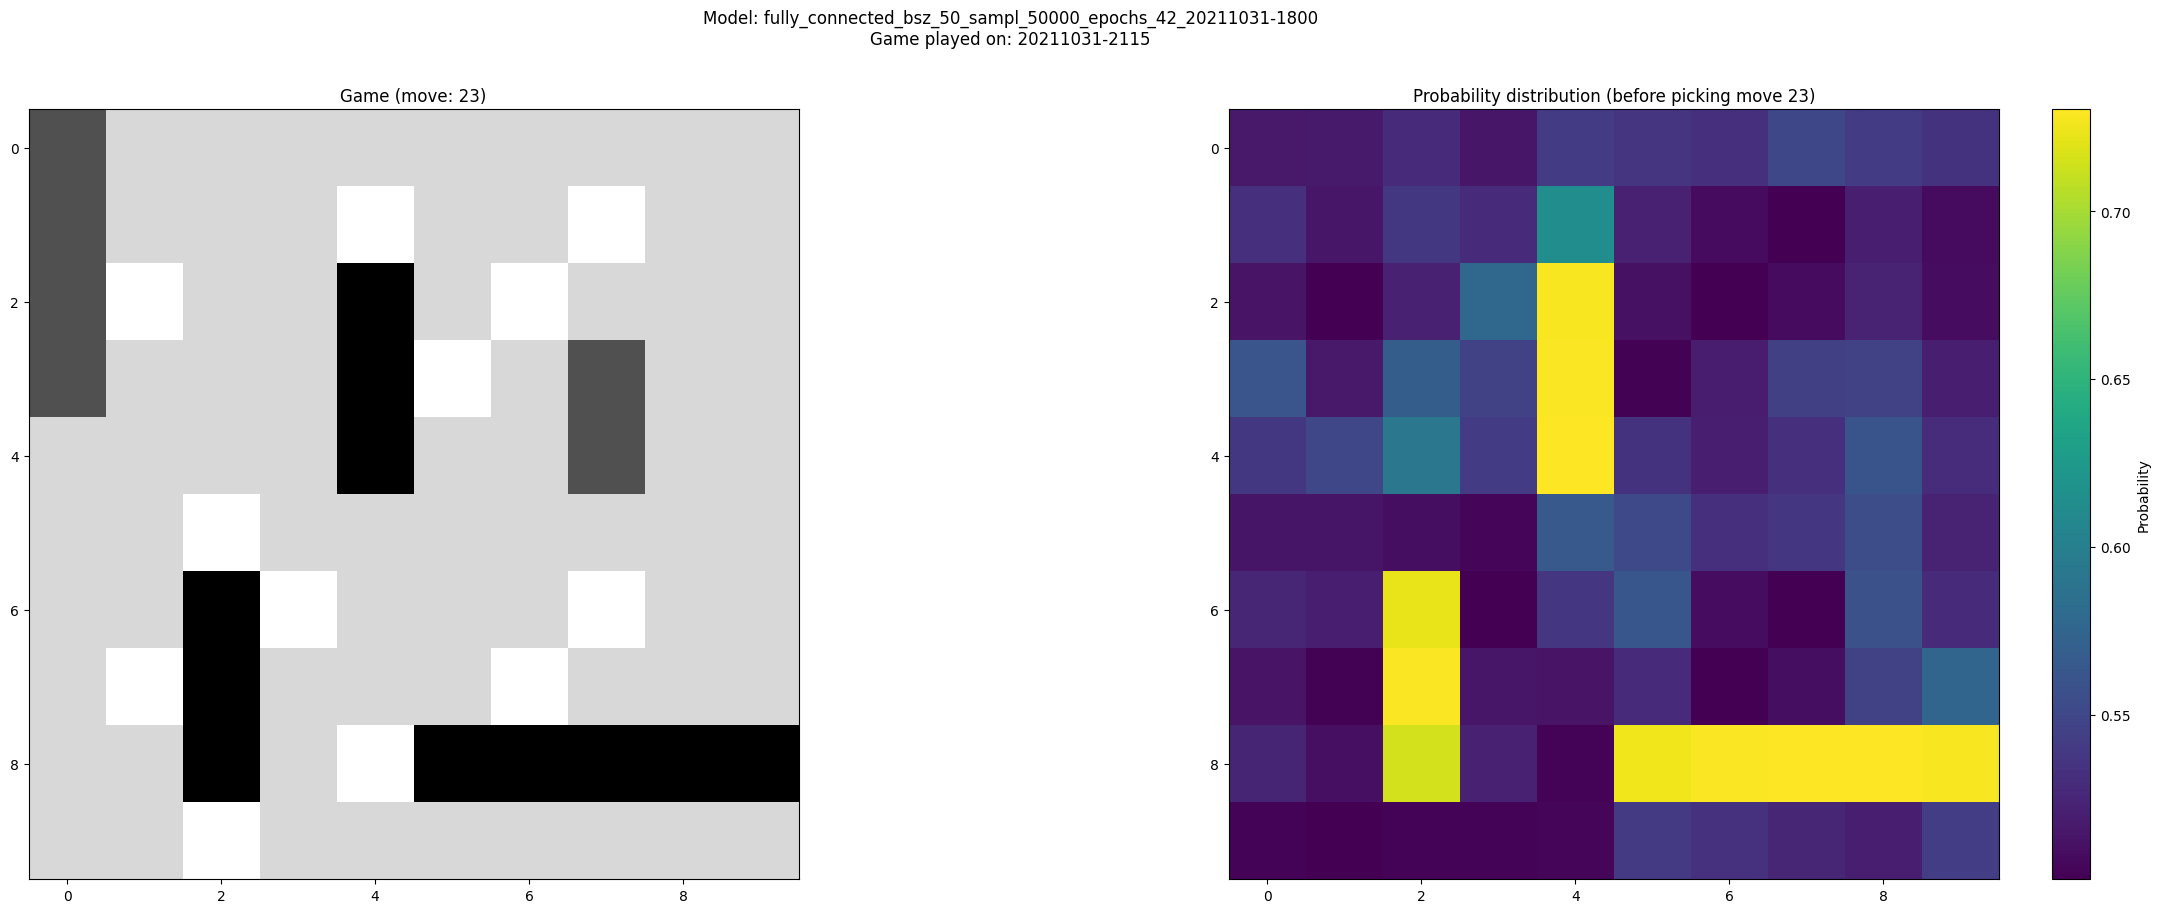 Model: fully_connected_bsz_50_sampl_50000_epochs_42_20211031-1800
Game played on: 20211031-2115
Game (move: 23)
0
2
4
6
8
0 2 4 6 8
Probability distribution (before picking move 23)
0
2
4
6
8
0 2 4 6 8
0.70
0.65
0.60
0.55
Probability